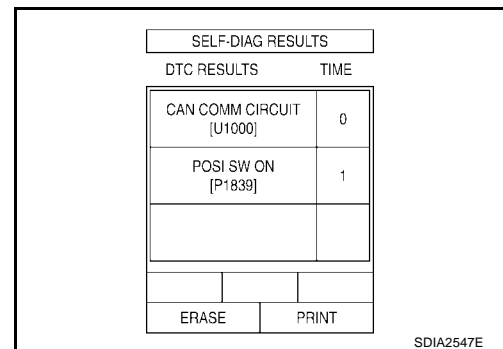 SELF-DIAG RESULTS
DTC RESULTS TIME
CAN COMM CIRCUIT 0
[U1000]
POSI SW ON 1
[P1839]
ERASE PRINT
SDIA2547E